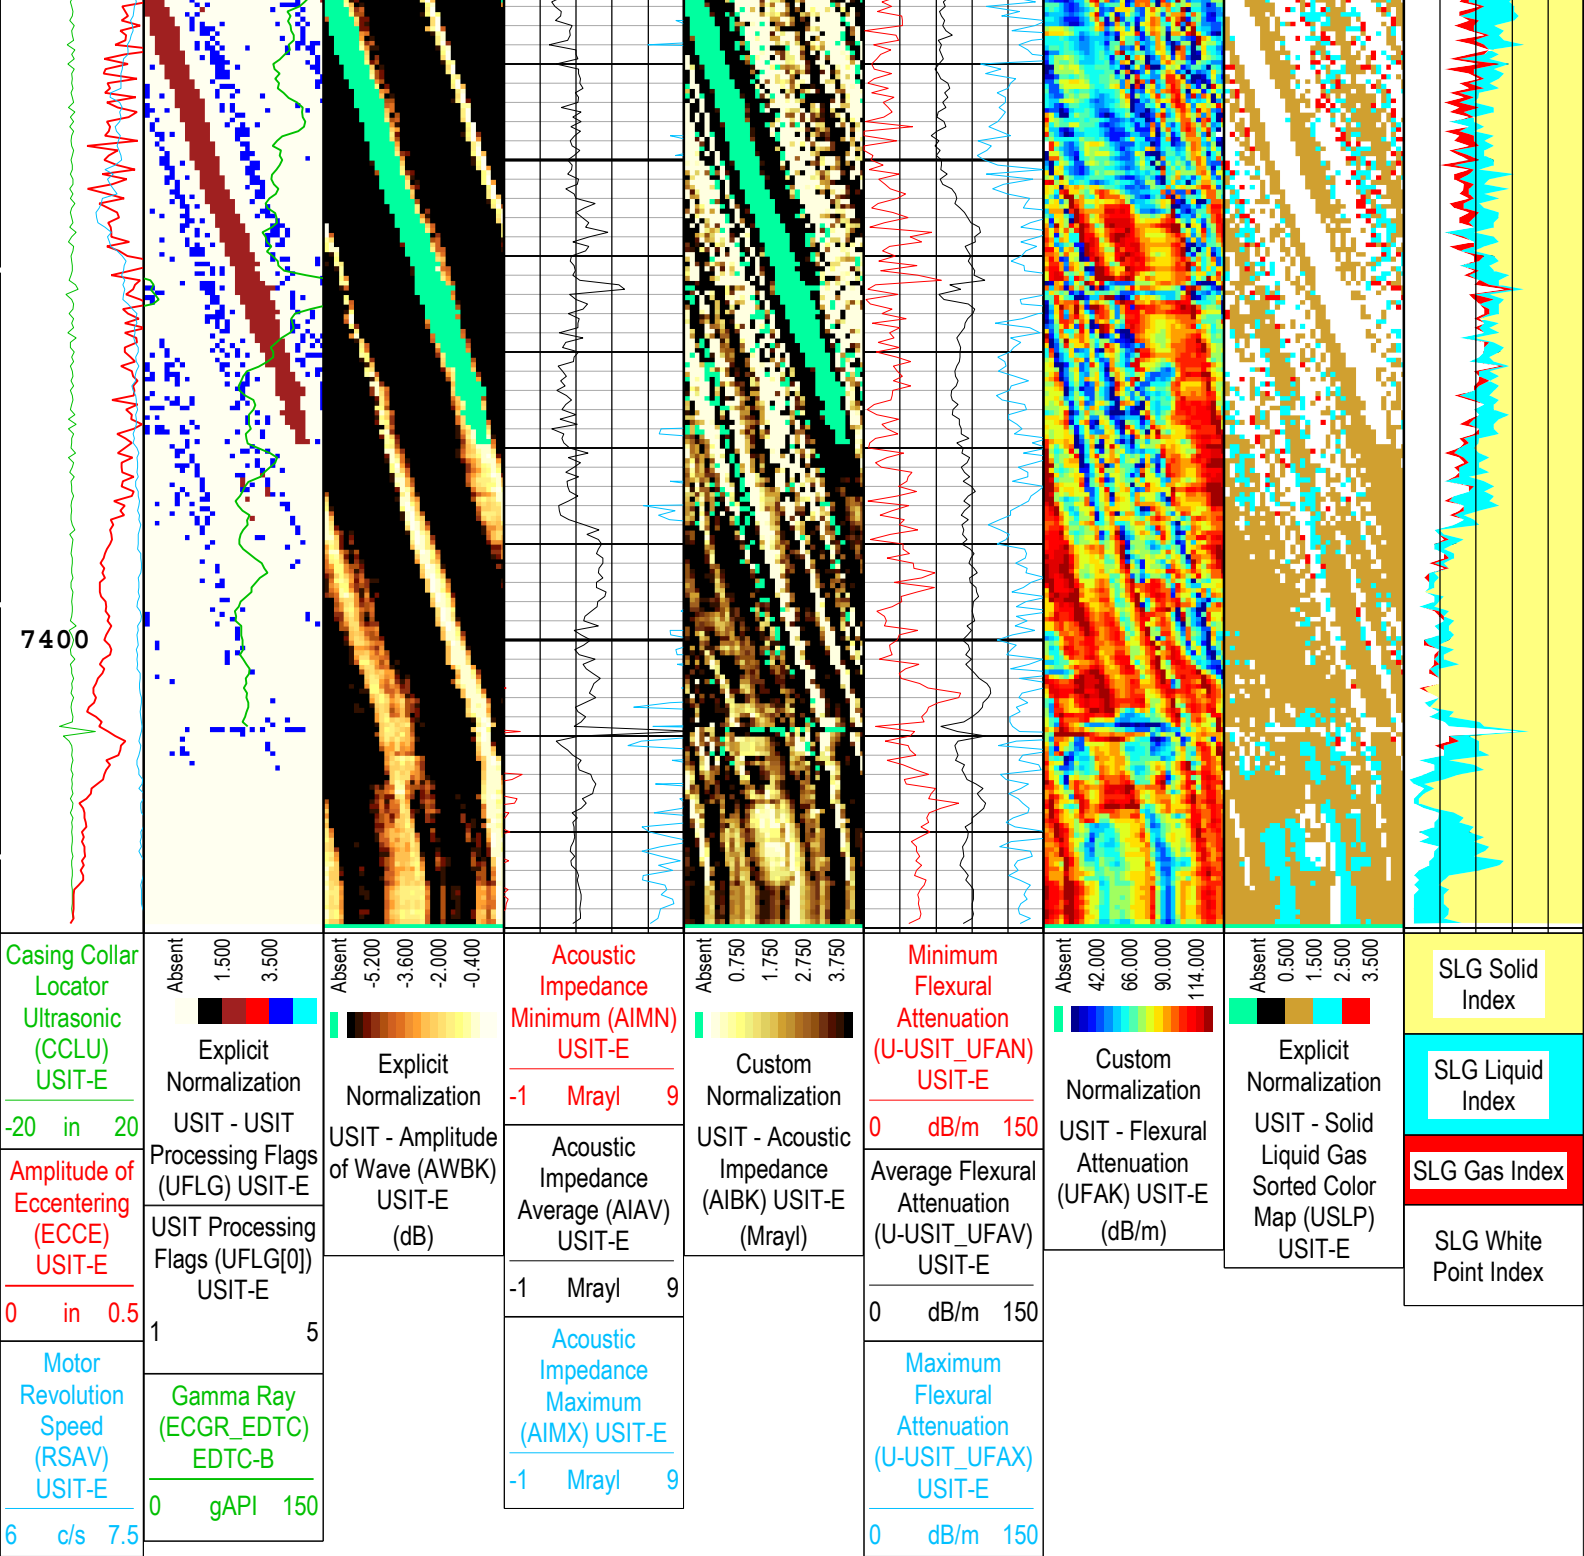 7400
Casing Collar
Locator
Ultrasonic
(CCLU)
USIT-E
-20 in 20
Amplitude of
Eccentering
(ECCE)
USIT-E
0 in 0.5
Motor
Revolution
Speed
(RSAV)
USIT-E
6 c/s 7.5
Absent
1.500
3.500
Explicit
Normalization
USIT - USIT
Processing Flags
(UFLG) USIT-E
USIT Processing
Flags (UFLG[0])
USIT-E
1 5
Gamma Ray
(ECGR_EDTC)
EDTC-B
0 gAPI 150
Absent
-5.200
-3.600
-2.000
-0.400
Explicit
Normalization
USIT - Amplitude
of Wave (AWBK)
USIT-E
(dB)
Acoustic
Impedance
Minimum (AIMN)
USIT-E
-1 Mrayl 9
Acoustic
Impedance
Average (AIAV)
USIT-E
-1 Mrayl 9
Acoustic
Impedance
Maximum
(AIMX) USIT-E
-1 Mrayl 9
Absent
0.750
1.750
2.750
3.750
Custom
Normalization
USIT - Acoustic
Impedance
(AIBK) USIT-E
(Mrayl)
Minimum
Flexural
Attenuation
(U-USIT_UFAN)
USIT-E
0 dB/m 150
Average Flexural
Attenuation
(U-USIT_UFAV)
USIT-E
0 dB/m 150
Maximum
Flexural
Attenuation
(U-USIT_UFAX)
USIT-E
0 dB/m 150
Absent
42.000
66.000
90.000
114.000
Custom
Normalization
USIT - Flexural
Attenuation
(UFAK) USIT-E
(dB/m)
Absent
0.500
1.500
2.500
3.500
Explicit
Normalization
USIT - Solid
Liquid Gas
Sorted Color
Map (USLP)
USIT-E
SLG Solid
Index
SLG Liquid
Index
SLG Gas Index
SLG White
Point Index